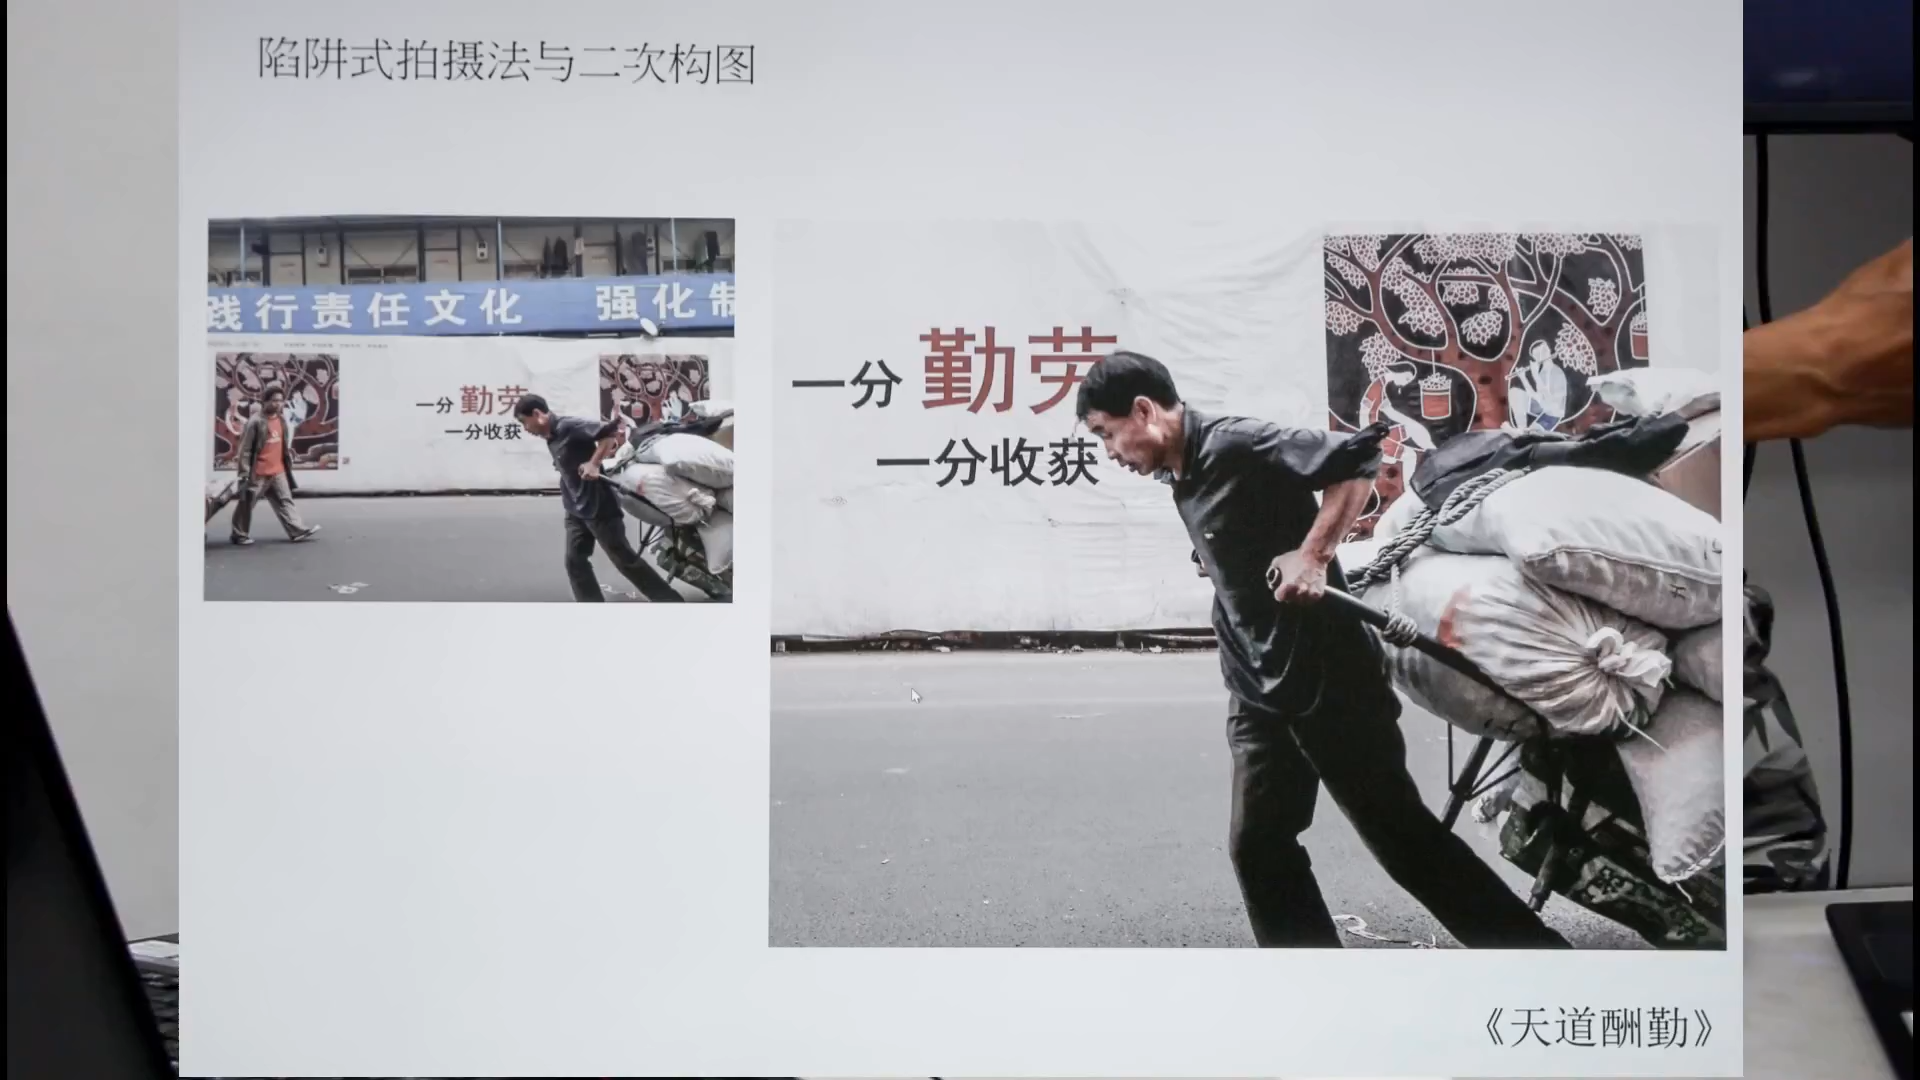 陷阱式拍摄法与二次构图
践行责任文化 强化制
一分勤劳
一分收获
一分勤劳
一分收获
《天道酬勤》